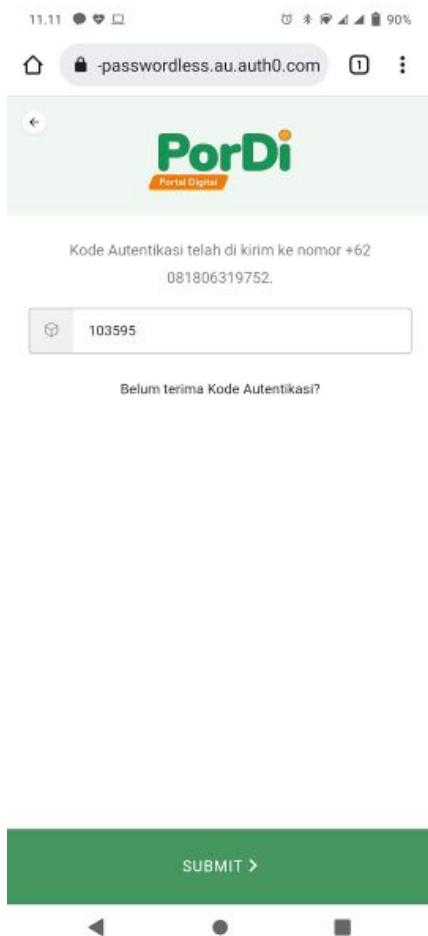 11.11
90%
-passwordless.au.auth0.com
1
PorDi
Portal Digital
Kode Autentikasi telah di kirim ke nomor +62
081806319752.
103595
Belum terima Kode Autentikasi?
SUBMIT >